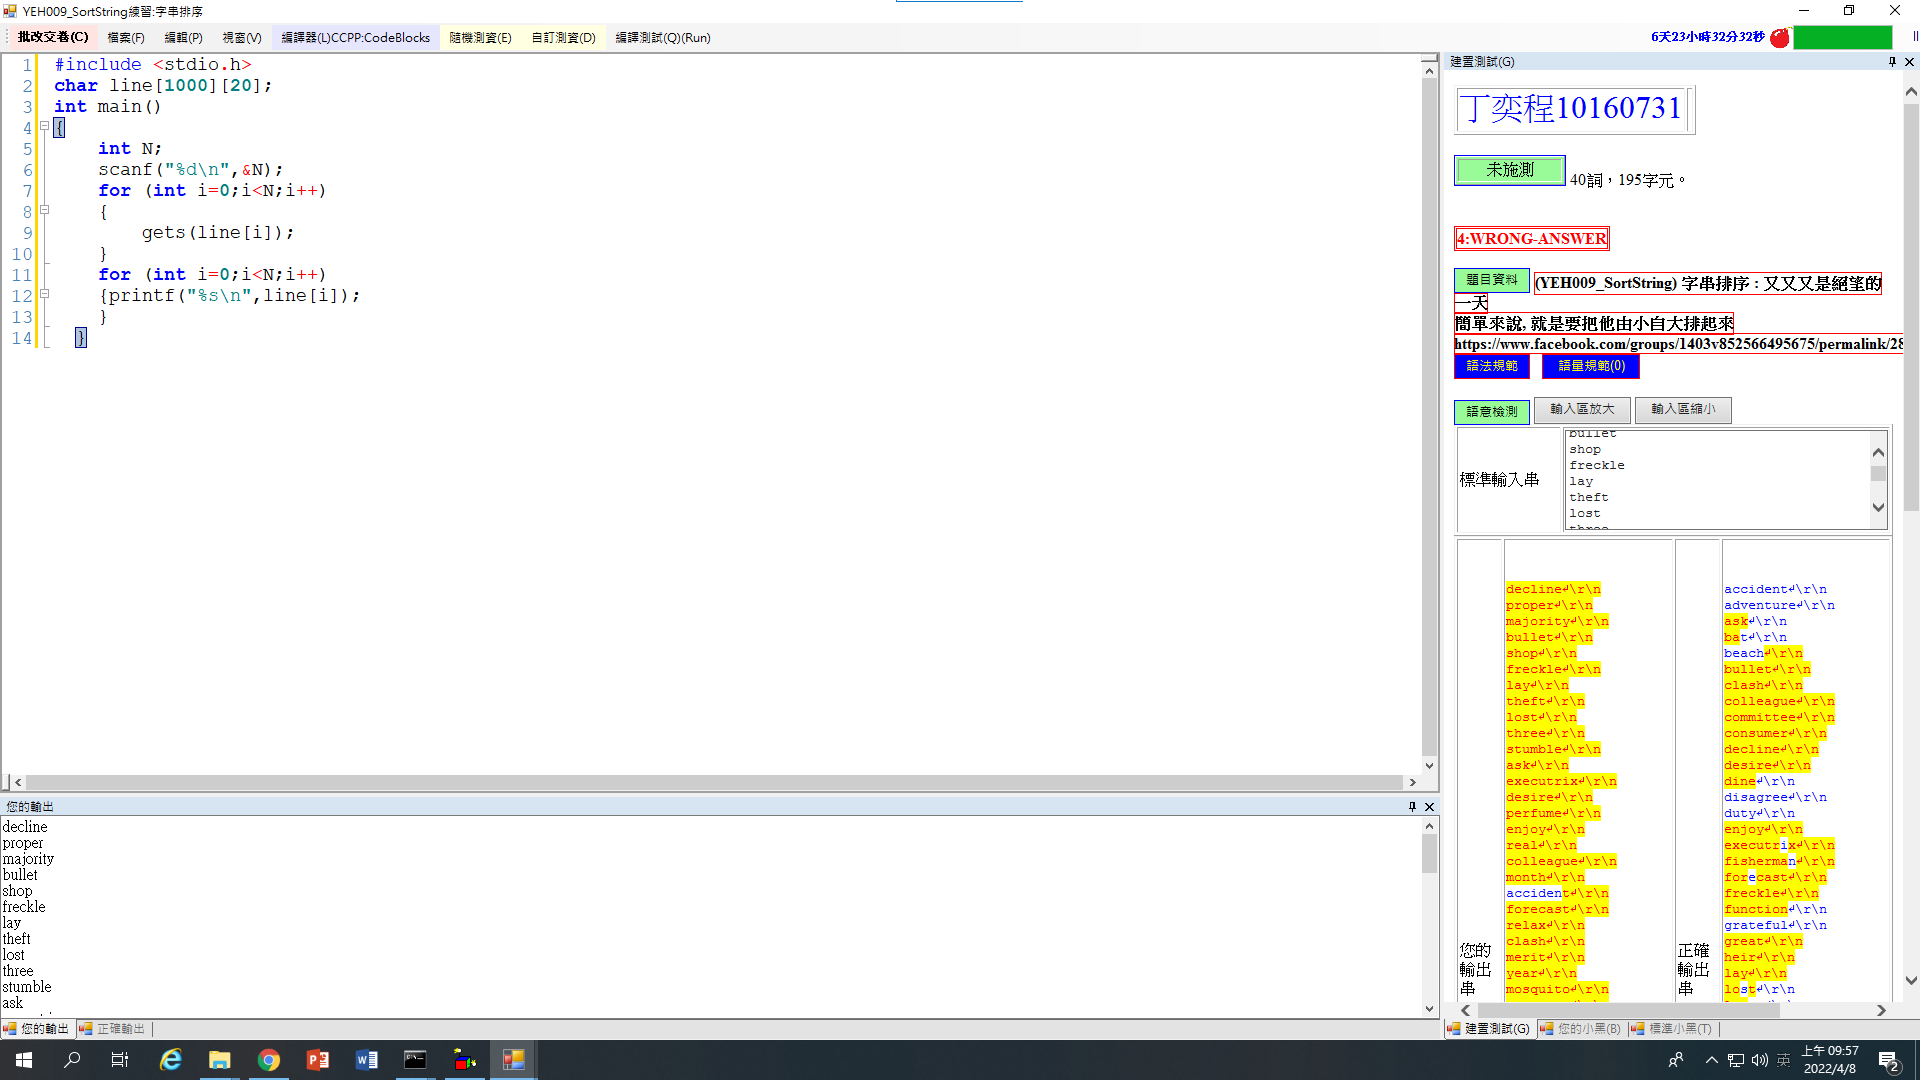 YEH009_SortString練習:字串排序
批改交卷(C) 檔案(F) 編輯(P) 視窗(V) 編譯器(L)CCPP:CodeBlocks 隨機測資(E) 自訂測資(D) 編譯測試(Q)(Run)
6天23小時32分32秒
1 #include <stdio.h>
2 char line[1000][20];
3 int main()
4 {
5 int N;
6 scanf("%d\n",&N);
7 for (int i=0;i<N;i++)
8 {
9 gets(line[i]);
10 }
11 for (int i=0;i<N;i++)
12 {printf("%s\n",line[i]);
13 }
14 }
您的輸出
decline
proper
majority
bullet
shop
freckle
lay
theft
lost
three
stumble
ask
您的輸出 正確輸出
建置測試(G)
丁奕程10160731
未施測 40詞，195字元。
4:WRONG-ANSWER
題目資料 (YEH009_SortString) 字串排序 : 又又又是絕望的
一天
簡單來說, 就是要把他由小自大排起來
https://www.facebook.com/groups/1403v852566495675/permalink/28
語法規範 語量規範(0)
語意檢測 輸入區放大 輸入區縮小
標準輸入串
bullet
shop
freckle
lay
theft
lost
three
您的
輸出
串
decline↲\r\n
proper↲\r\n
majority↲\r\n
bullet↲\r\n
shop↲\r\n
freckle↲\r\n
lay↲\r\n
theft↲\r\n
lost↲\r\n
three↲\r\n
stumble↲\r\n
ask↲\r\n
executrix↲\r\n
desire↲\r\n
perfume↲\r\n
enjoy↲\r\n
real↲\r\n
colleague↲\r\n
month↲\r\n
accident↲\r\n
forecast↲\r\n
relax↲\r\n
clash↲\r\n
merit↲\r\n
year↲\r\n
mosquito↲\r\n
正確
輸出
串
accident↲\r\n
adventure↲\r\n
ask↲\r\n
bat↲\r\n
beach↲\r\n
bullet↲\r\n
clash↲\r\n
colleague↲\r\n
committee↲\r\n
consumer↲\r\n
decline↲\r\n
desire↲\r\n
dine↲\r\n
disagree↲\r\n
duty↲\r\n
enjoy↲\r\n
executrix↲\r\n
fisherman↲\r\n
forecast↲\r\n
freckle↲\r\n
function↲\r\n
grateful↲\r\n
great↲\r\n
heir↲\r\n
lay↲\r\n
lost↲\r\n
建置測試(G) 您的小黑(B) 標準小黑(T)
英
上午 09:57
2022/4/8
2